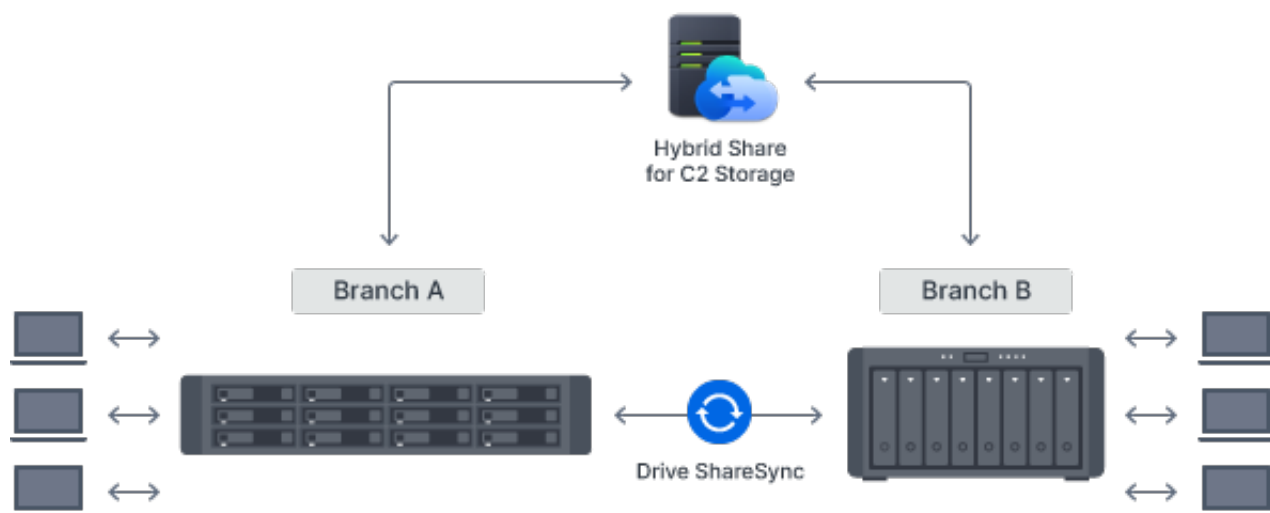 Hybrid Share
for C2 Storage
Branch A
Branch B
Drive ShareSync